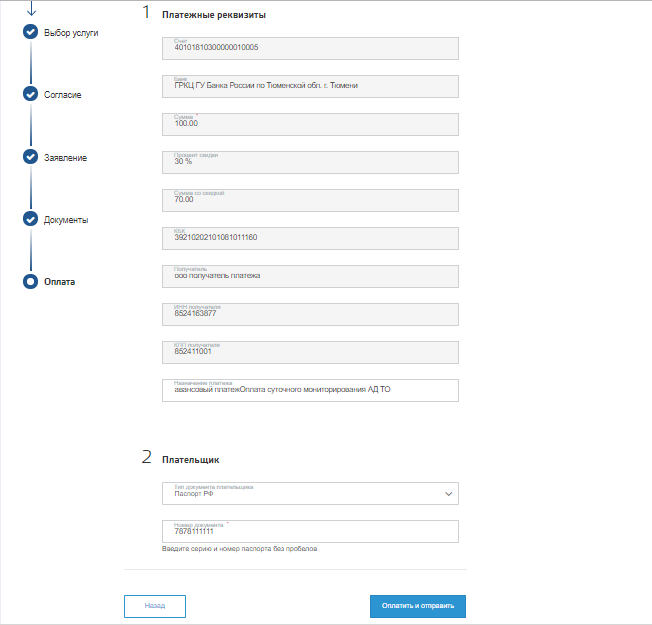 Выбор услуги
Согласие
Заявление
Документы
Оплата
1 Платежные реквизиты
Счет
40101810300000010005
Банк
ГРКЦ ГУ Банка России по Тюменской обл. г. Тюмени
Сумма *
100.00
Процент скидки
30 %
Сумма со скидкой
70.00
КБК
39210202101081011160
Получатель
ооо получатель платежа
ИНН получателя
8524163877
КПП получателя
852411001
Назначение платежа
авансовый платежОплата суточного мониторирования АД ТО
2 Плательщик
Тип документа плательщика
Паспорт РФ
Номер документа *
7878111111
Введите серию и номер паспорта без пробелов
Назад
Оплатить и отправить